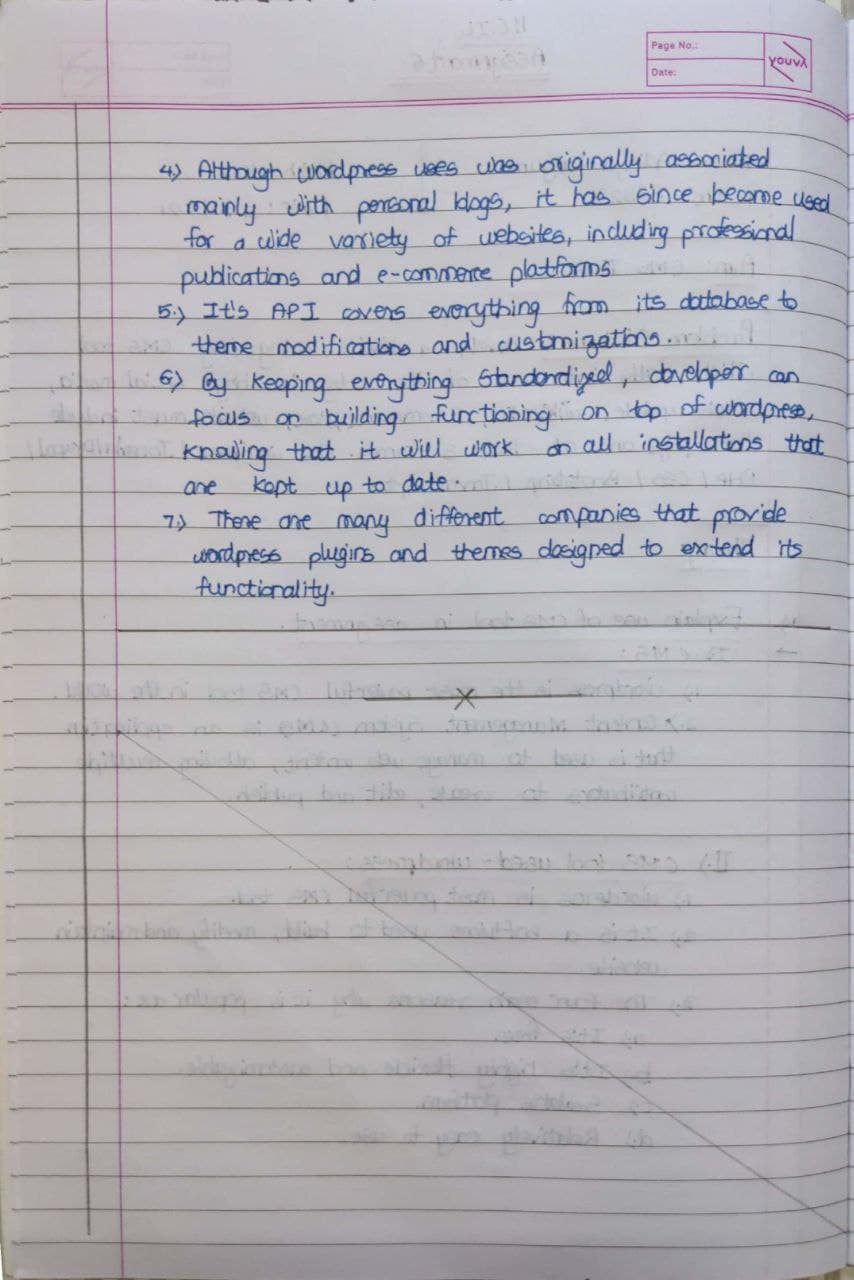 Page No.:
Date:
YOUVA
4.) Although wordpress uses was originally associated
mainly with personal blogs, it has since become used
for a wide variety of websites, including professional
publications and e-commerce platforms.
5.) It's API covers everything from its database to
theme modifications and customizations.
6.) By keeping everything standardized, developer can
focus on building functioning on top of wordpress,
knowing that it will work on all installations that
are kept up to date.
7.) There are many different companies that provide
wordpress plugins and themes designed to extend its
functionality.
X